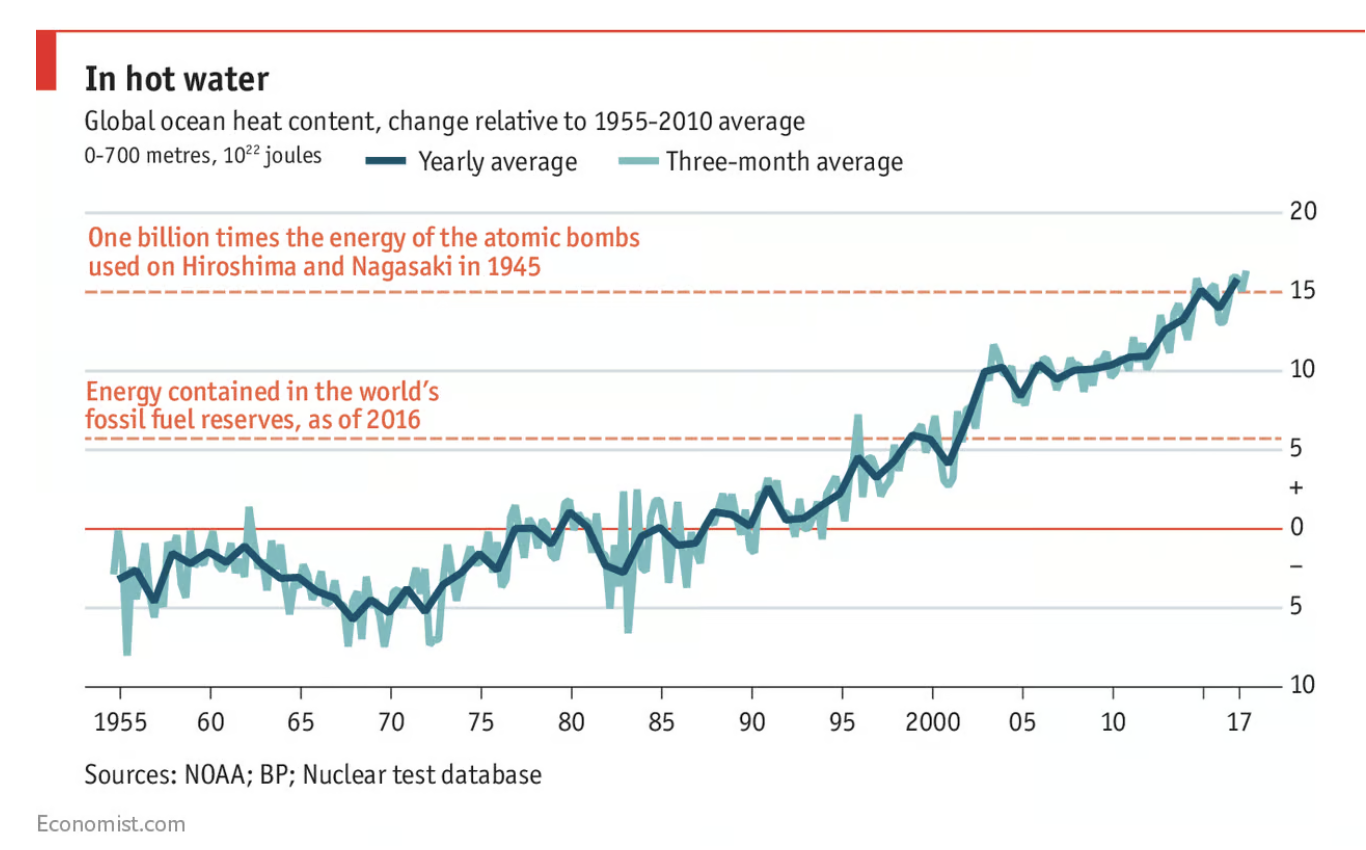 In hot water
Global ocean heat content, change relative to 1955-2010 average
0-700 metres, 10²² joules
Yearly average
Three-month average
20
One billion times the energy of the atomic bombs
used on Hiroshima and Nagasaki in 1945
15
10
Energy contained in the world's
fossil fuel reserves, as of 2016
5
+
0
–
5
10
1955 60 65 70 75 80 85 90 95 2000 05 10 17
Sources: NOAA; BP; Nuclear test database
Economist.com